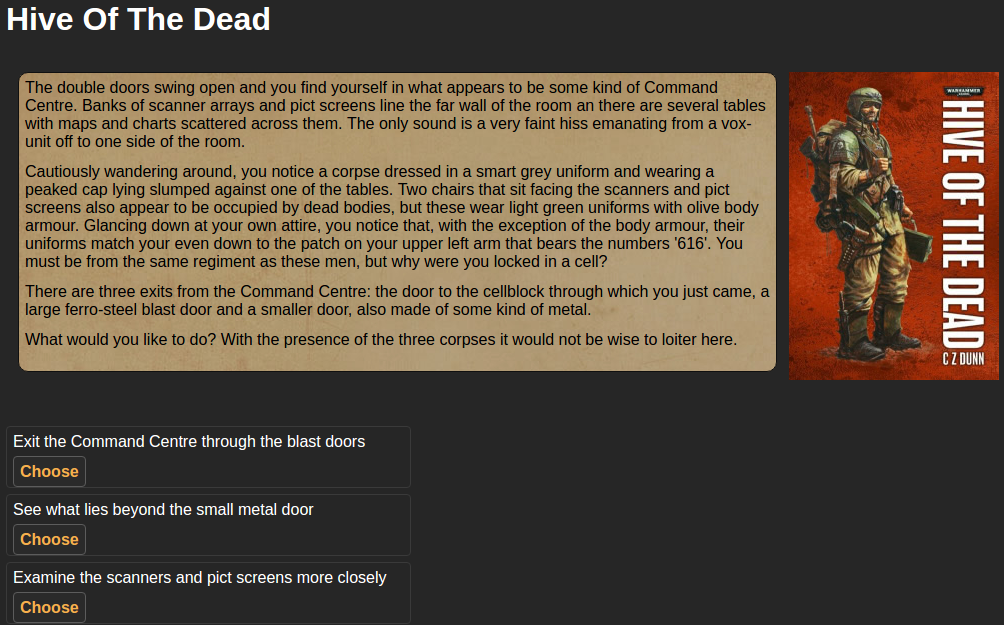 Hive Of The Dead
The double doors swing open and you find yourself in what appears to be some kind of Command
Centre. Banks of scanner arrays and pict screens line the far wall of the room an there are several tables
with maps and charts scattered across them. The only sound is a very faint hiss emanating from a vox-
unit off to one side of the room.
Cautiously wandering around, you notice a corpse dressed in a smart grey uniform and wearing a
peaked cap lying slumped against one of the tables. Two chairs that sit facing the scanners and pict
screens also appear to be occupied by dead bodies, but these wear light green uniforms with olive body
armour. Glancing down at your own attire, you notice that, with the exception of the body armour, their
uniforms match your even down to the patch on your upper left arm that bears the numbers '616'. You
must be from the same regiment as these men, but why were you locked in a cell?
There are three exits from the Command Centre: the door to the cellblock through which you just came, a
large ferro-steel blast door and a smaller door, also made of some kind of metal.
What would you like to do? With the presence of the three corpses it would not be wise to loiter here.
WARHAMMER
HIVE OF THE DEAD
C Z DUNN
Exit the Command Centre through the blast doors
Choose
See what lies beyond the small metal door
Choose
Examine the scanners and pict screens more closely
Choose